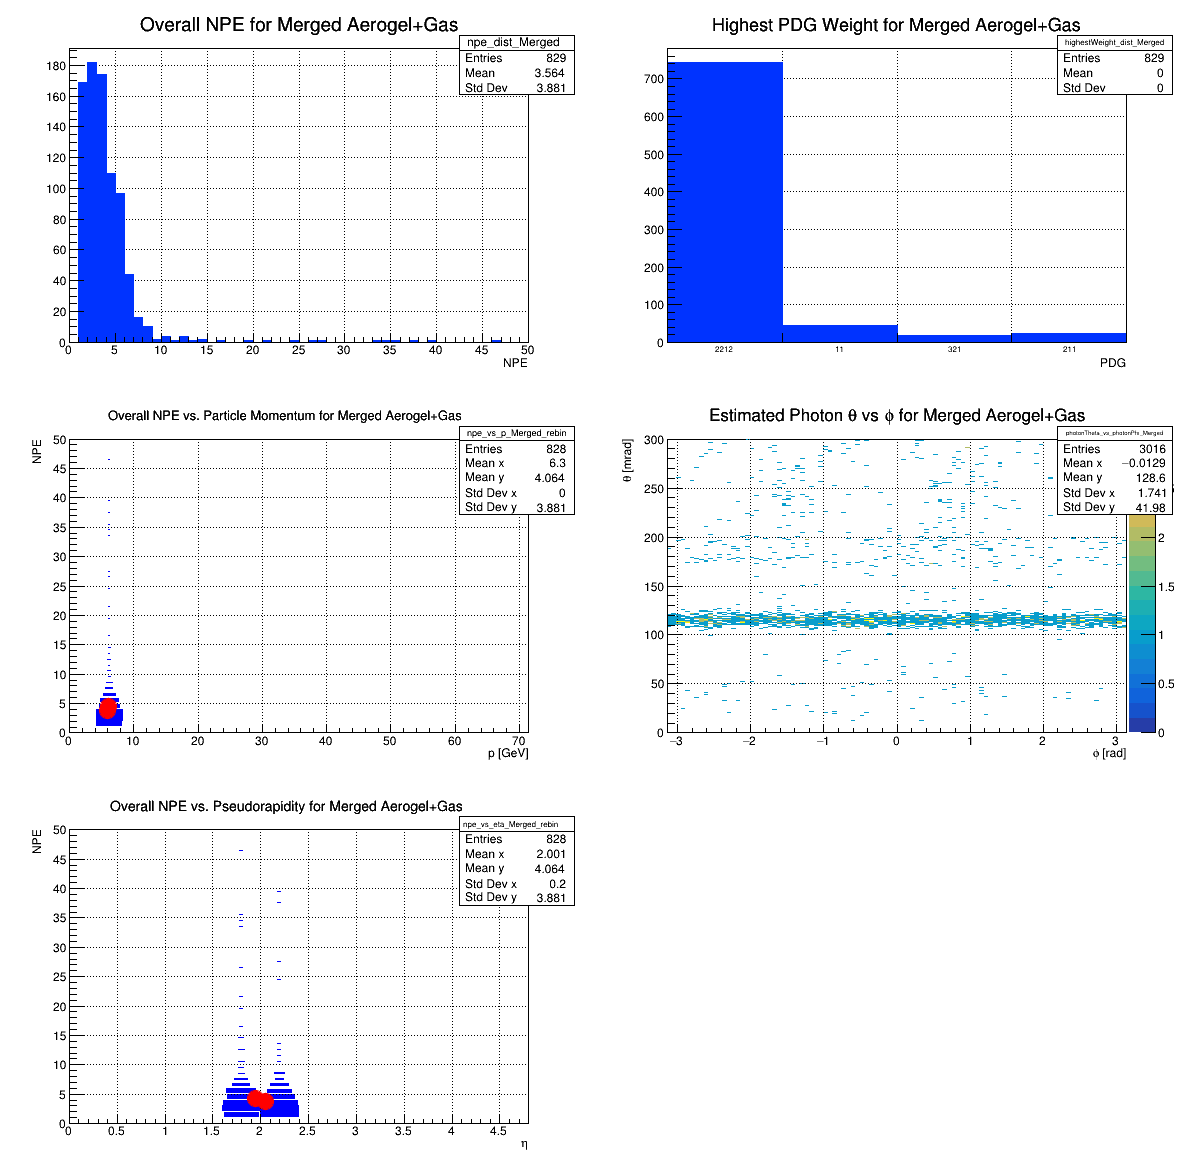 Overall NPE for Merged Aerogel+Gas
npe_dist_Merged
Entries 829
Mean 3.564
Std Dev 3.881
180
160
140
120
100
80
60
40
20
0
0 5 10 15 20 25 30 35 40 45 50
NPE
Highest PDG Weight for Merged Aerogel+Gas
highestWeight_dist_Merged
Entries 829
Mean 0
Std Dev 0
700
600
500
400
300
200
100
0
2212 11 321 211
PDG
Overall NPE vs. Particle Momentum for Merged Aerogel+Gas
npe_vs_p_Merged_rebin
Entries 828
Mean x 6.3
Mean y 4.064
Std Dev x 0
Std Dev y 3.881
NPE
50
45
40
35
30
25
20
15
10
5
0
0 10 20 30 40 50 60 70
p [GeV]
Estimated Photon θ vs ϕ for Merged Aerogel+Gas
photonTheta_vs_photonPhi_Merged
Entries 3016
Mean x −0.0129
Mean y 128.6
Std Dev x 1.741
Std Dev y 41.98
θ [mrad]
300
250
200
150
100
50
0
−3 −2 −1 0 1 2 3
ϕ [rad]
2
1.5
1
0.5
0
Overall NPE vs. Pseudorapidity for Merged Aerogel+Gas
npe_vs_eta_Merged_rebin
Entries 828
Mean x 2.001
Mean y 4.064
Std Dev x 0.2
Std Dev y 3.881
NPE
50
45
40
35
30
25
20
15
10
5
0
0 0.5 1 1.5 2 2.5 3 3.5 4 4.5
η